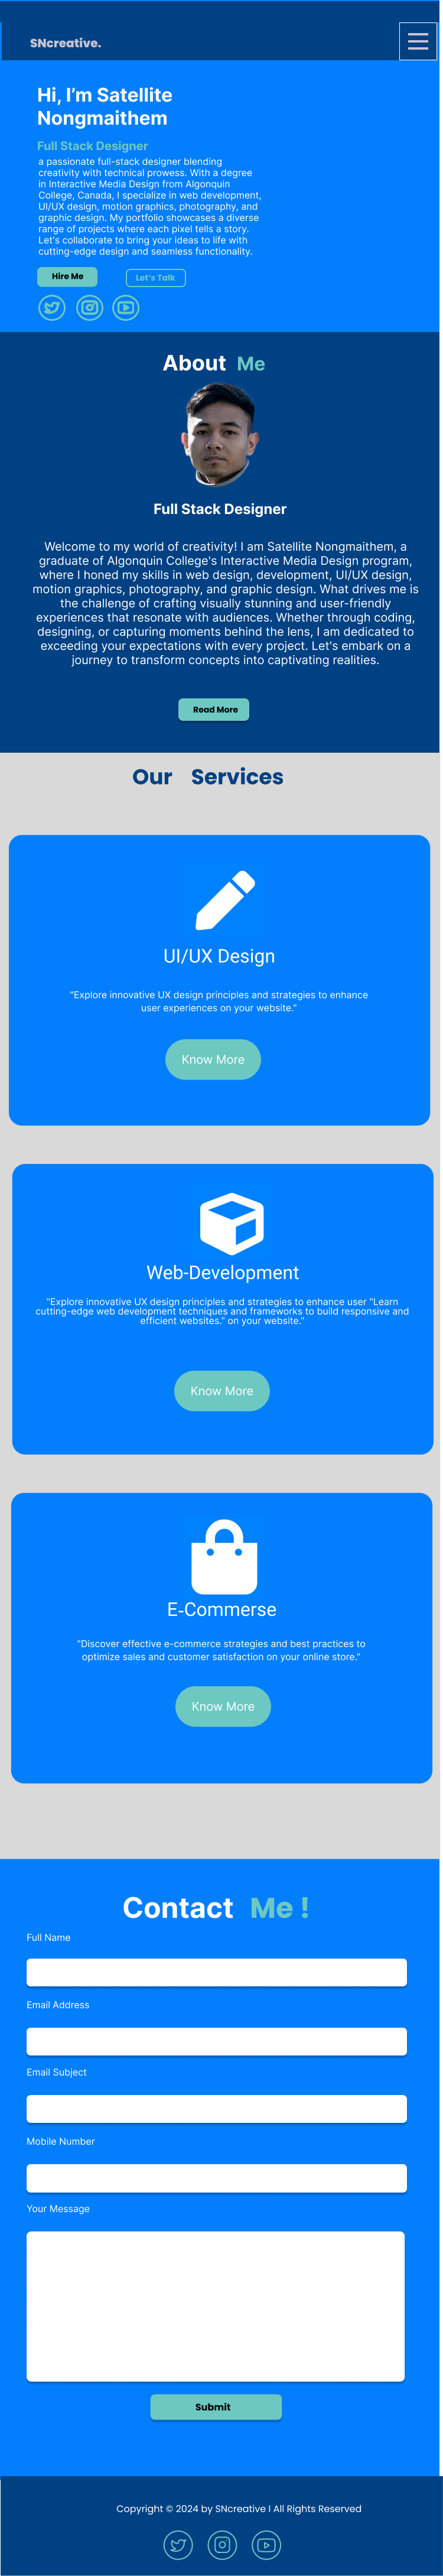 SNcreative.
Hi, I'm Satellite
Nongmaithem
Full Stack Designer
a passionate full-stack designer blending
creativity with technical prowess. With a degree
in Interactive Media Design from Algonquin
College, Canada, I specialize in web development,
UI/UX design, motion graphics, photography, and
graphic design. My portfolio showcases a diverse
range of projects where each pixel tells a story.
Let's collaborate to bring your ideas to life with
cutting-edge design and seamless functionality.
Hire Me
Let's Talk
About Me
Full Stack Designer
Welcome to my world of creativity! I am Satellite Nongmaithem, a
graduate of Algonquin College's Interactive Media Design program,
where I honed my skills in web design, development, UI/UX design,
motion graphics, photography, and graphic design. What drives me is
the challenge of crafting visually stunning and user-friendly
experiences that resonate with audiences. Whether through coding,
designing, or capturing moments behind the lens, I am dedicated to
exceeding your expectations with every project. Let's embark on a
journey to transform concepts into captivating realities.
Read More
Our Services
UI/UX Design
"Explore innovative UX design principles and strategies to enhance
user experiences on your website."
Know More
Web-Development
"Explore innovative UX design principles and strategies to enhance user "Learn
cutting-edge web development techniques and frameworks to build responsive and
efficient websites." on your website."
Know More
E-Commerse
"Discover effective e-commerce strategies and best practices to
optimize sales and customer satisfaction on your online store."
Know More
Contact Me !
Full Name
Email Address
Email Subject
Mobile Number
Your Message
Submit
Copyright © 2024 by SNcreative I All Rights Reserved